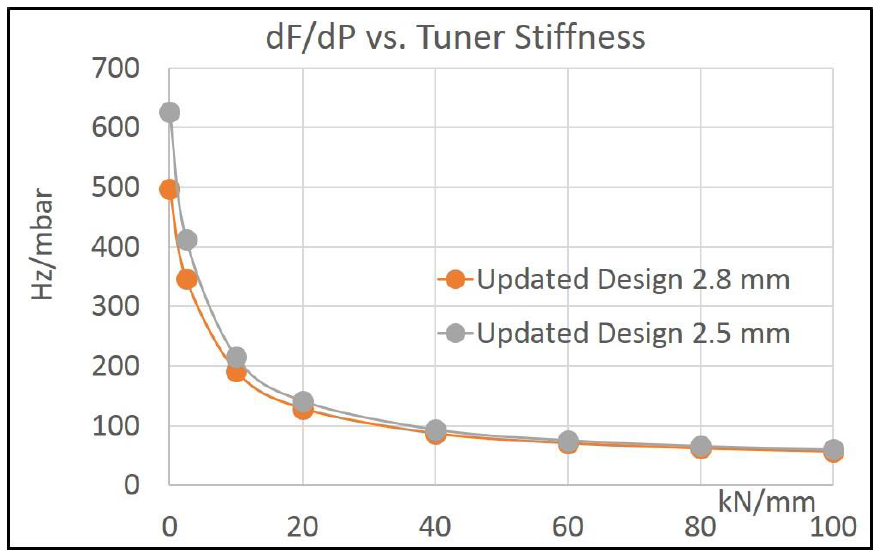 dF/dP vs. Tuner Stiffness
700
600
500
400
300
200
100
0
Hz/mbar
Updated Design 2.8 mm
Updated Design 2.5 mm
kN/mm
0 20 40 60 80 100